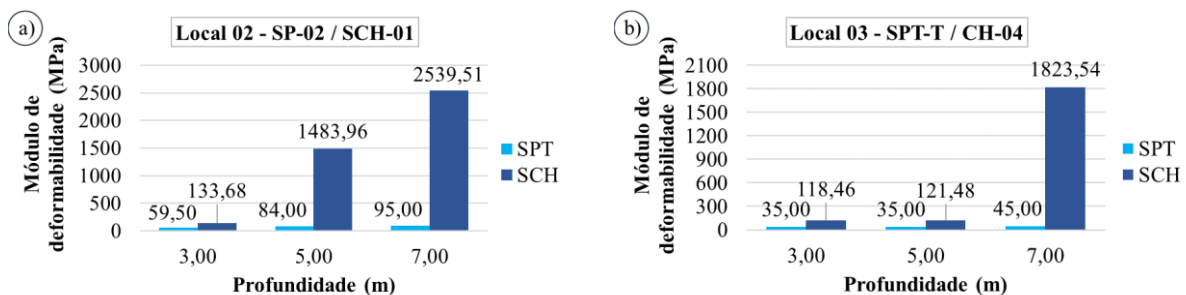 a)
Local 02 - SP-02 / SCH-01
Módulo de
deformabilidade (MPa)
3000
2500
2000
1500
1000
500
0
59,50
133,68
84,00
1483,96
95,00
2539,51
3,00
5,00
7,00
Profundidade (m)
SPT
SCH
b)
Local 03 - SPT-T / CH-04
Módulo de
deformabilidade (MPa)
2100
1800
1500
1200
900
600
300
0
35,00
118,46
35,00
121,48
45,00
1823,54
3,00
5,00
7,00
Profundidade (m)
SPT
SCH